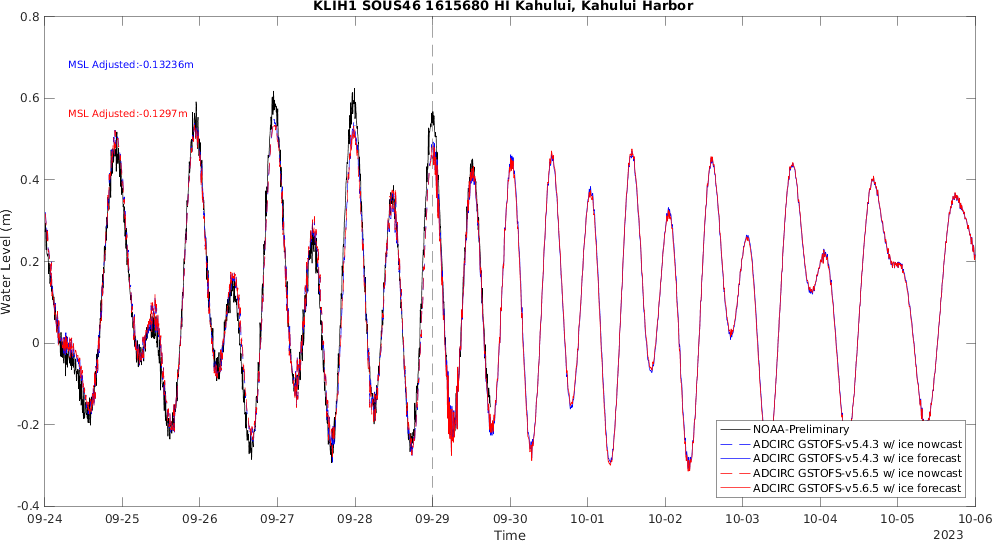 KLIH1 SOUS46 1615680 HI Kahului, Kahului Harbor
0.8
MSL Adjusted:-0.13236m
0.6
MSL Adjusted:-0.1297m
0.4
Water Level (m)
0.2
0
-0.2
NOAA-Preliminary
ADCIRC GSTOFS-v5.4.3 w/ ice nowcast
ADCIRC GSTOFS-v5.4.3 w/ ice forecast
ADCIRC GSTOFS-v5.6.5 w/ ice nowcast
ADCIRC GSTOFS-v5.6.5 w/ ice forecast
-0.4
09-24 09-25 09-26 09-27 09-28 09-29 09-30 10-01 10-02 10-03 10-04 10-05 10-06
Time
2023